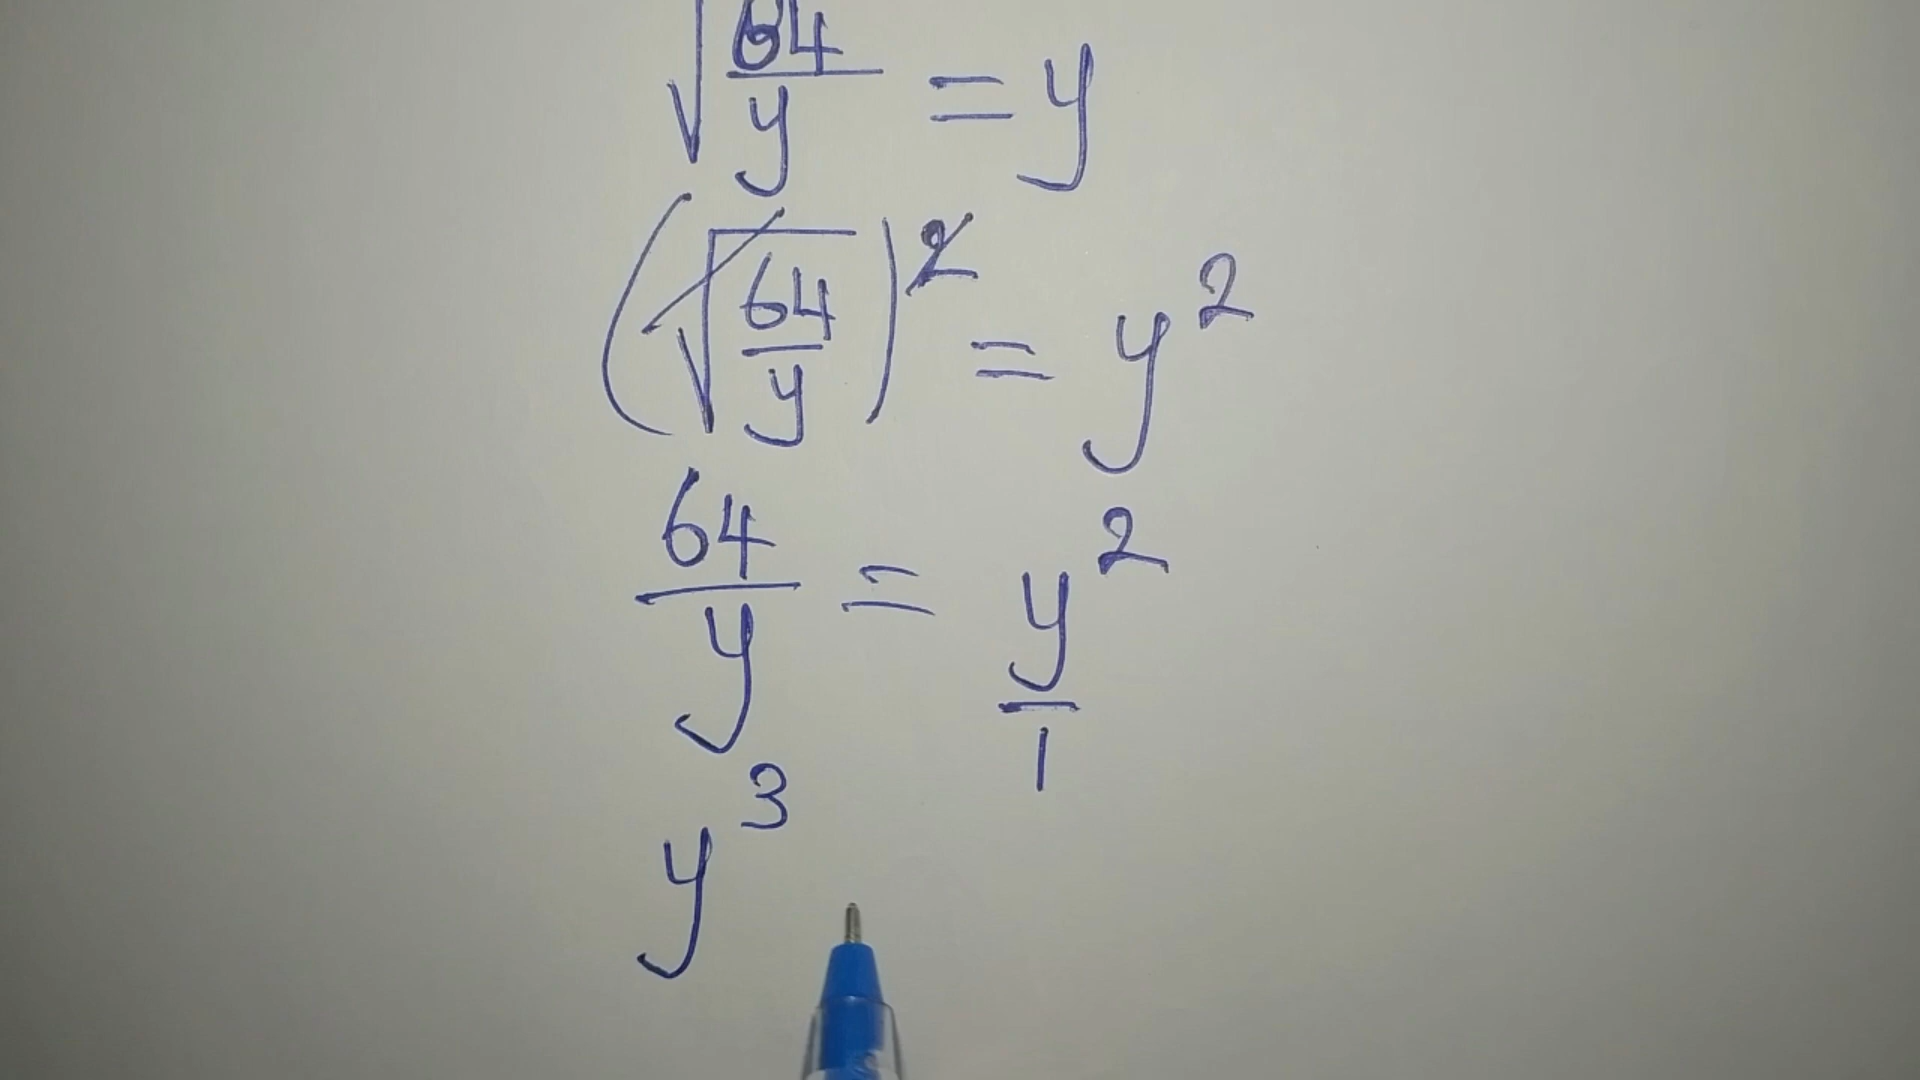 √64/y = y
(√64/y)² = y²
64/y = y²/1
y³